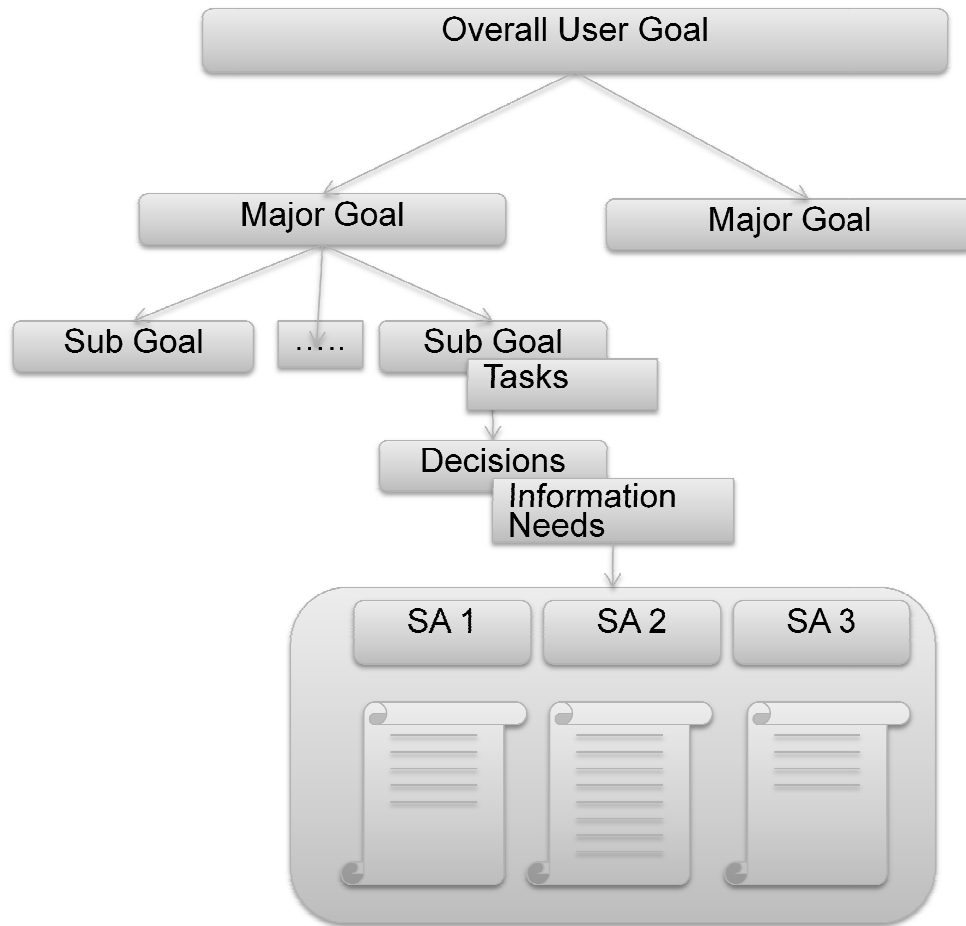 Overall User Goal
Major Goal
Major Goal
Sub Goal
.....
Sub Goal
Tasks
Decisions
Information
Needs
SA 1
SA 2
SA 3